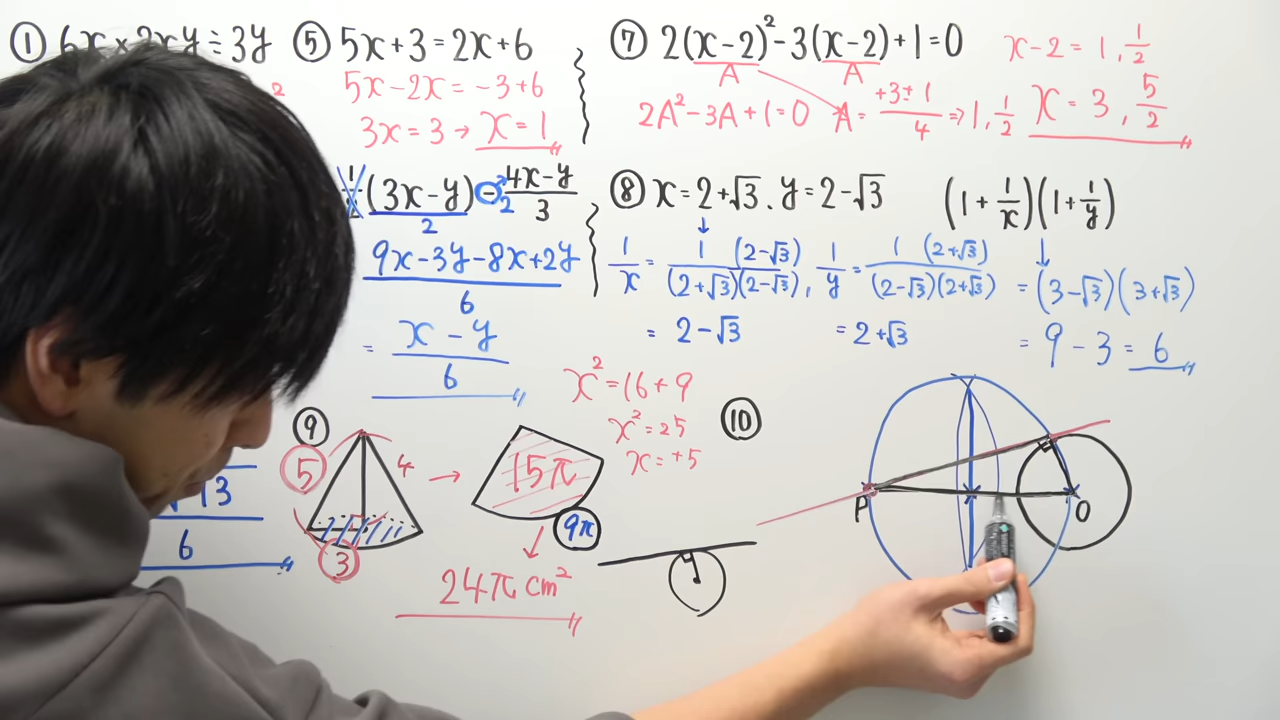 ① 6x×2xy÷3y
2
⑤ 5x+3=2x+6
5x-2x=-3+6
3x=3→x=1
(3x-y)-4x-y/3
2 2
9x-3y-8x+2y/6
=x-y/6
13
6
⑦ 2(x-2)²-3(x-2)+1=0
A A
2A²-3A+1=0 A=+3±1/4⇒1,1/2
x-2=1,1/2
x=3,5/2
⑧ x=2+√3. y=2-√3 (1+1/x)(1+1/y)
1/x=1(2-√3)/(2+√3)(2-√3), 1/y=1(2+√3)/(2-√3)(2+√3)
=2-√3 =2+√3
=(3-√3)(3+√3)
=9-3=6
⑨
5 4 → 15π
3
9π
24πcm²
x²=16+9
x²=25
x=+5
⑩
P O